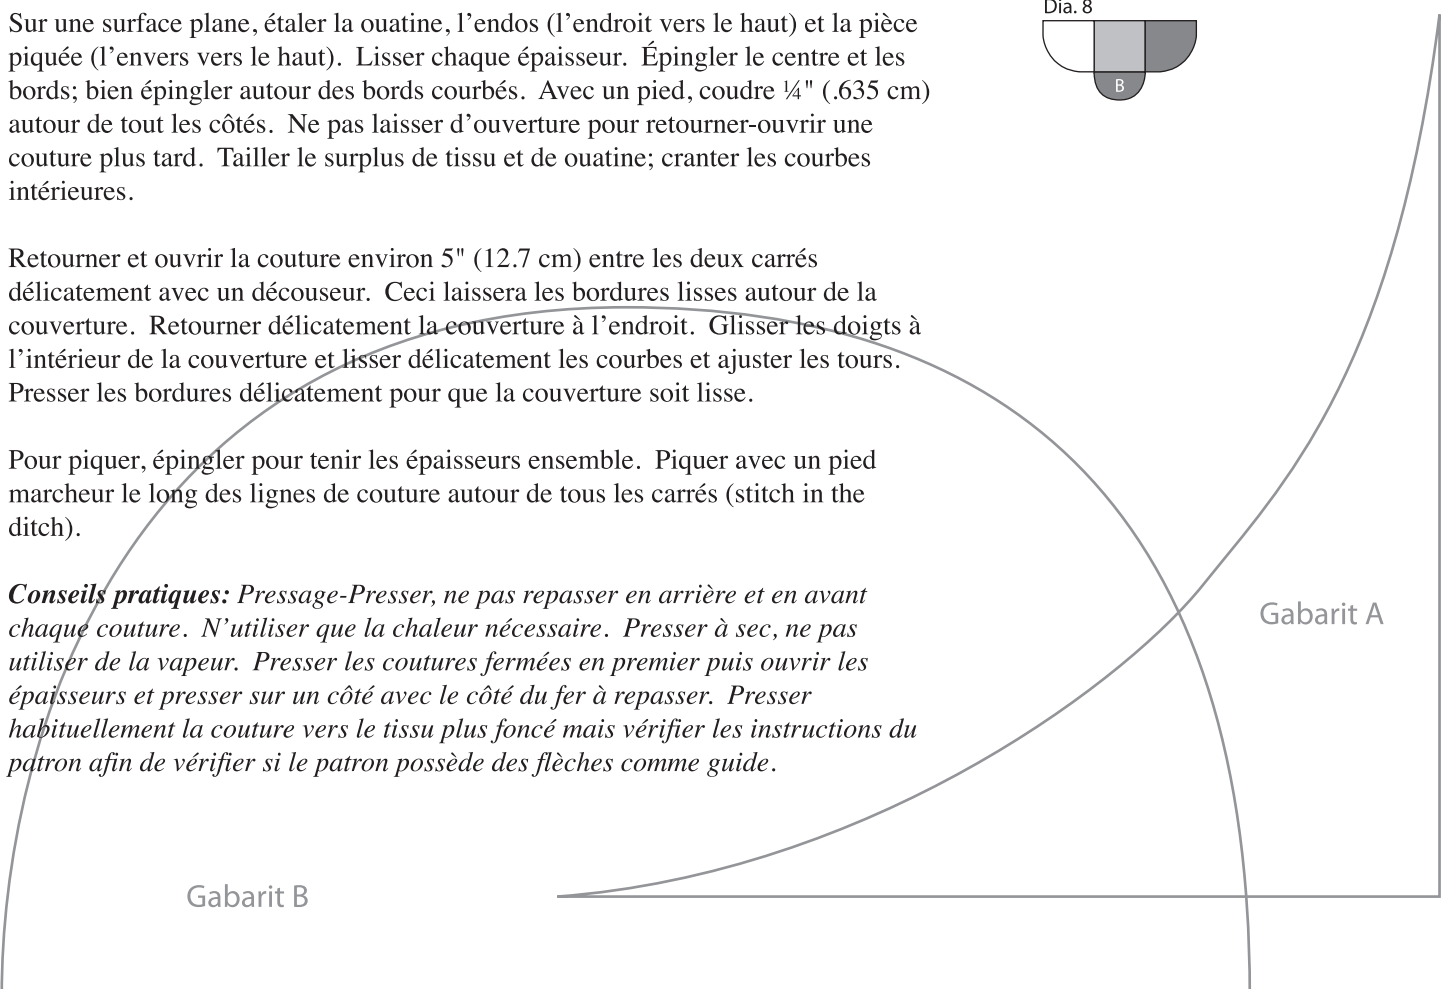 Sur une surface plane, étaler la ouatine, l’endos (l’endroit vers le haut) et la pièce
piquée (l’envers vers le haut).  Lisser chaque épaisseur.  Épingler le centre et les
bords; bien épingler autour des bords courbés.  Avec un pied, coudre ¼" (.635 cm)
autour de tout les côtés.  Ne pas laisser d’ouverture pour retourner-ouvrir une
couture plus tard.  Tailler le surplus de tissu et de ouatine; cranter les courbes
intérieures.
Retourner et ouvrir la couture environ 5" (12.7 cm) entre les deux carrés
délicatement avec un découseur.  Ceci laissera les bordures lisses autour de la
couverture.  Retourner délicatement la couverture à l’endroit.  Glisser les doigts à
l’intérieur de la couverture et lisser délicatement les courbes et ajuster les tours.
Presser les bordures délicatement pour que la couverture soit lisse.
Pour piquer, épingler pour tenir les épaisseurs ensemble.  Piquer avec un pied
marcheur le long des lignes de couture autour de tous les carrés (stitch in the
ditch).
Conseils pratiques: Pressage-Presser, ne pas repasser en arrière et en avant
chaque couture.  N’utiliser que la chaleur nécessaire.  Presser à sec, ne pas
utiliser de la vapeur.  Presser les coutures fermées en premier puis ouvrir les
épaisseurs et presser sur un côté avec le côté du fer à repasser.  Presser
habituellement la couture vers le tissu plus foncé mais vérifier les instructions du
patron afin de vérifier si le patron possède des flèches comme guide.
Dia. 8
B
Gabarit A
Gabarit B